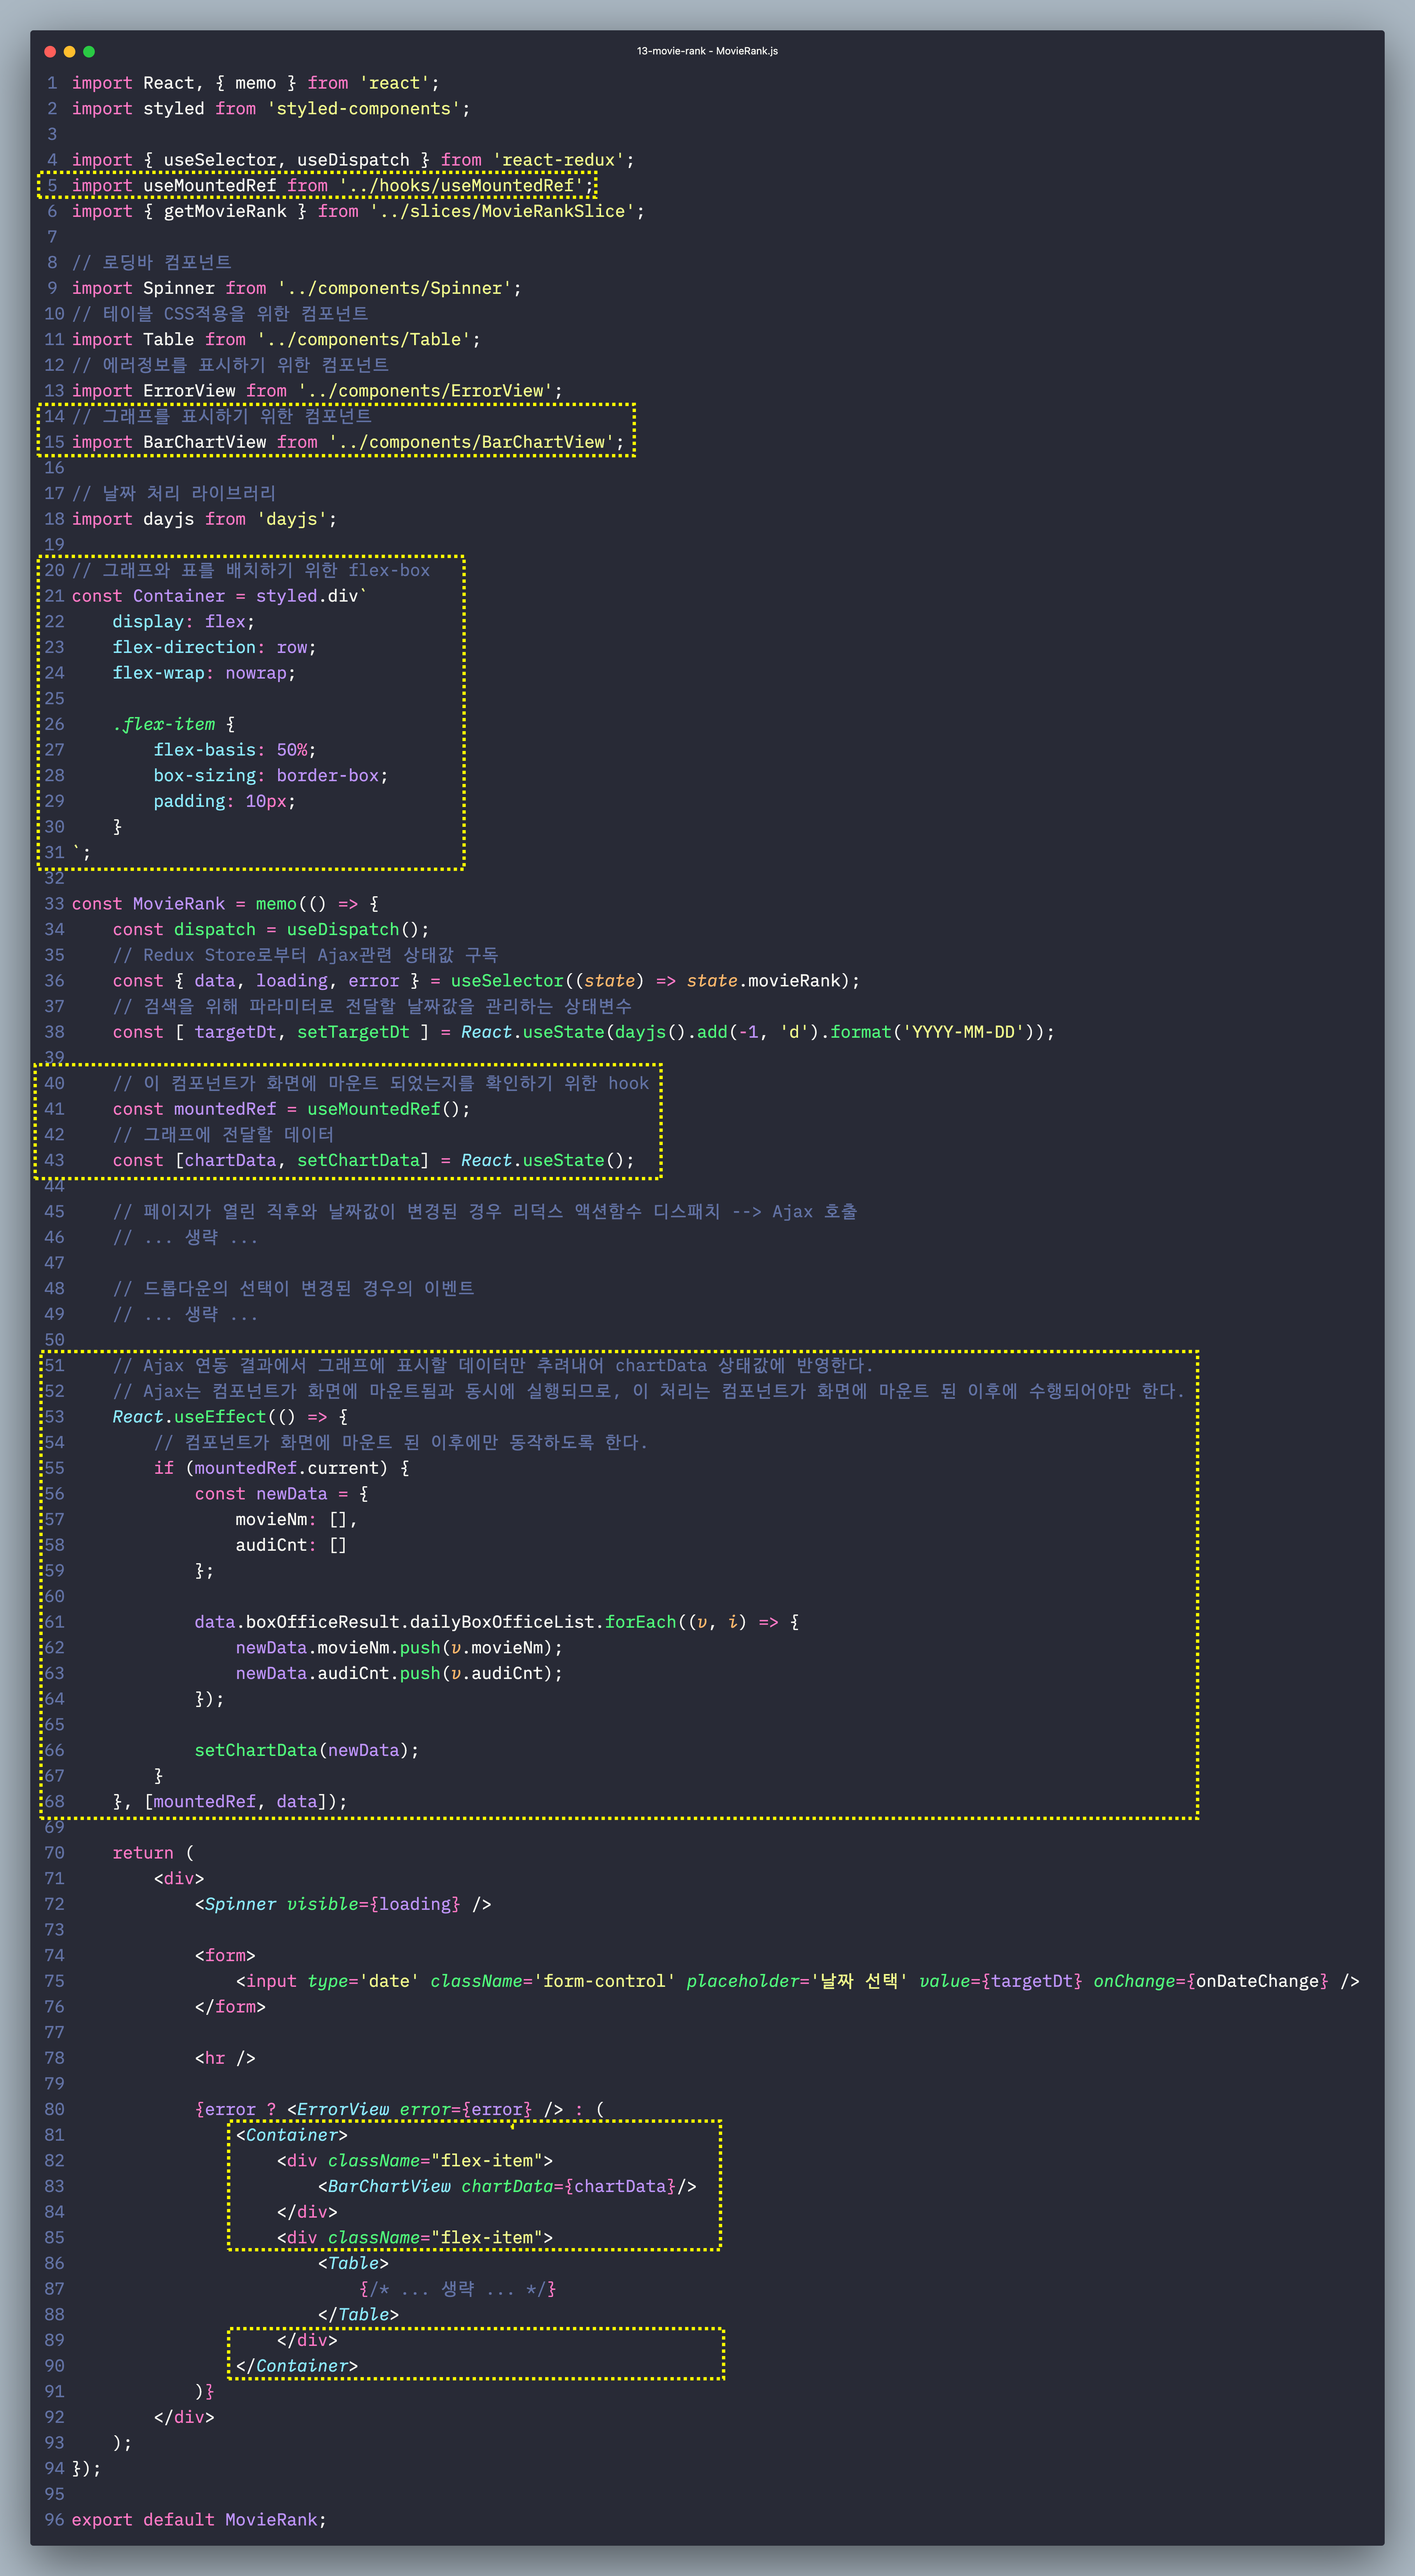 13-movie-rank - MovieRank.js
1 import React, { memo } from 'react';
2 import styled from 'styled-components';
3
4 import { useSelector, useDispatch } from 'react-redux';
5 import useMountedRef from '../hooks/useMountedRef';
6 import { getMovieRank } from '../slices/MovieRankSlice';
7
8 // 로딩바 컴포넌트
9 import Spinner from '../components/Spinner';
10 // 테이블 CSS적용을 위한 컴포넌트
11 import Table from '../components/Table';
12 // 에러정보를 표시하기 위한 컴포넌트
13 import ErrorView from '../components/ErrorView';
14 // 그래프를 표시하기 위한 컴포넌트
15 import BarChartView from '../components/BarChartView';
16
17 // 날짜 처리 라이브러리
18 import dayjs from 'dayjs';
19
20 // 그래프와 표를 배치하기 위한 flex-box
21 const Container = styled.div`
22     display: flex;
23     flex-direction: row;
24     flex-wrap: nowrap;
25
26     .flex-item {
27         flex-basis: 50%;
28         box-sizing: border-box;
29         padding: 10px;
30     }
31 `;
32
33 const MovieRank = memo(() => {
34     const dispatch = useDispatch();
35     // Redux Store로부터 Ajax관련 상태값 구독
36     const { data, loading, error } = useSelector((state) => state.movieRank);
37     // 검색을 위해 파라미터로 전달할 날짜값을 관리하는 상태변수
38     const [ targetDt, setTargetDt ] = React.useState(dayjs().add(-1, 'd').format('YYYY-MM-DD'));
39
40     // 이 컴포넌트가 화면에 마운트 되었는지를 확인하기 위한 hook
41     const mountedRef = useMountedRef();
42     // 그래프에 전달할 데이터
43     const [chartData, setChartData] = React.useState();
44
45     // 페이지가 열린 직후와 날짜값이 변경된 경우 리덕스 액션함수 디스패치 --> Ajax 호출
46     // ... 생략 ...
47
48     // 드롭다운의 선택이 변경된 경우의 이벤트
49     // ... 생략 ...
50
51     // Ajax 연동 결과에서 그래프에 표시할 데이터만 추려내어 chartData 상태값에 반영한다.
52     // Ajax는 컴포넌트가 화면에 마운트됨과 동시에 실행되므로, 이 처리는 컴포넌트가 화면에 마운트 된 이후에 수행되어야만 한다.
53     React.useEffect(() => {
54         // 컴포넌트가 화면에 마운트 된 이후에만 동작하도록 한다.
55         if (mountedRef.current) {
56             const newData = {
57                 movieNm: [],
58                 audiCnt: []
59             };
60
61             data.boxOfficeResult.dailyBoxOfficeList.forEach((v, i) => {
62                 newData.movieNm.push(v.movieNm);
63                 newData.audiCnt.push(v.audiCnt);
64             });
65
66             setChartData(newData);
67         }
68     }, [mountedRef, data]);
69
70     return (
71         <div>
72             <Spinner visible={loading} />
73
74             <form>
75                 <input type='date' className='form-control' placeholder='날짜 선택' value={targetDt} onChange={onDateChange} />
76             </form>
77
78             <hr />
79
80             {error ? <ErrorView error={error} /> : (
81                 <Container>
82                     <div className="flex-item">
83                         <BarChartView chartData={chartData}/>
84                     </div>
85                     <div className="flex-item">
86                         <Table>
87                             {/* ... 생략 ... */}
88                         </Table>
89                     </div>
90                 </Container>
91             )}
92         </div>
93     );
94 });
95
96 export default MovieRank;